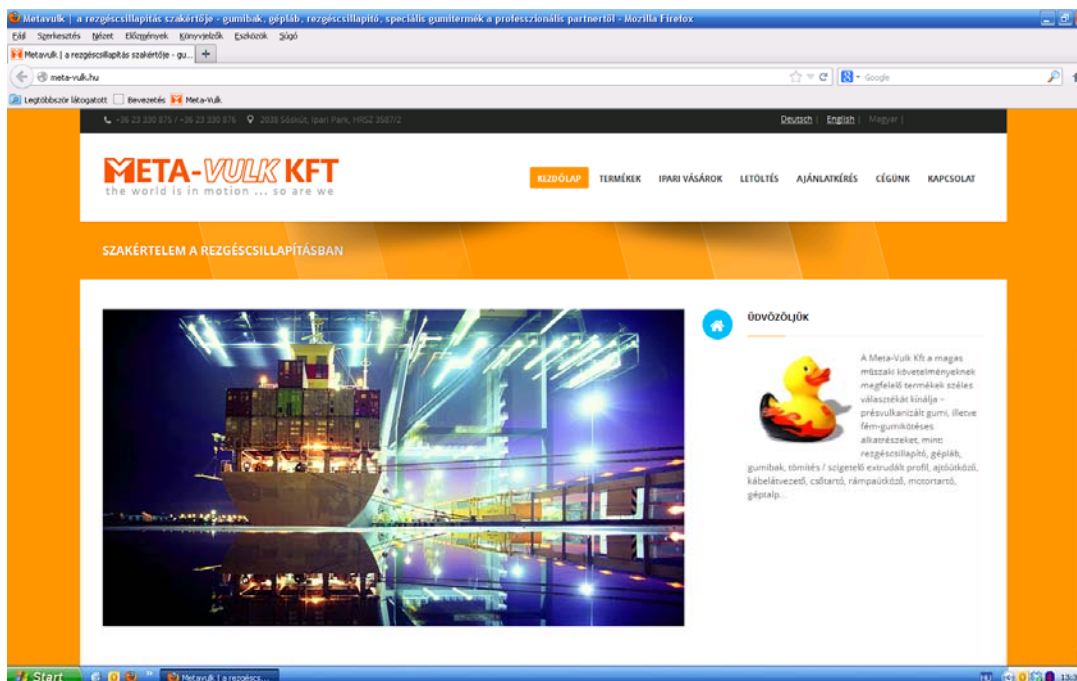 Metavulk | a rezgéscsillapítás szakértője - gumibak, gépláb, rezgéscsillapító, speciális gumitermék a professzionális partnertől - Mozilla Firefox
Fájl Szerkesztés Nézet Előzmények Könyvjelzők Eszközök Súgó
Metavulk | a rezgéscsillapítás szakértője - gu... +
meta-vulk.hu
Google
Legtöbbször látogatott Bevezetés Meta-Vulk
+36 23 330 875 / +36 23 330 876 2038 Sóskút, Ipari Park, HRSZ 3587/2 Deutsch | English | Magyar |
META-VULK KFT
the world is in motion ... so are we
KEZDŐLAP TERMÉKEK IPARI VÁSÁROK LETÖLTÉS AJÁNLATKÉRÉS CÉGÜNK KAPCSOLAT
SZAKÉRTELEM A REZGÉSCSILLAPÍTÁSBAN
ÜDVÖZÖLJÜK
A Meta-Vulk Kft a magas
műszaki követelményeknek
megfelelő termékek széles
választékát kínálja –
présvulkanizált gumi, illetve
fém-gumikötéses
alkatrészeket, mint:
rezgéscsillapító, gépláb,
gumibak, tömítés / szigetelő extrudált profil, ajtóütköző,
kábelátvezető, csőtartó, rámpaütköző, motortartó,
géptalp...
Start Metavulk | a rezgéscs... HU